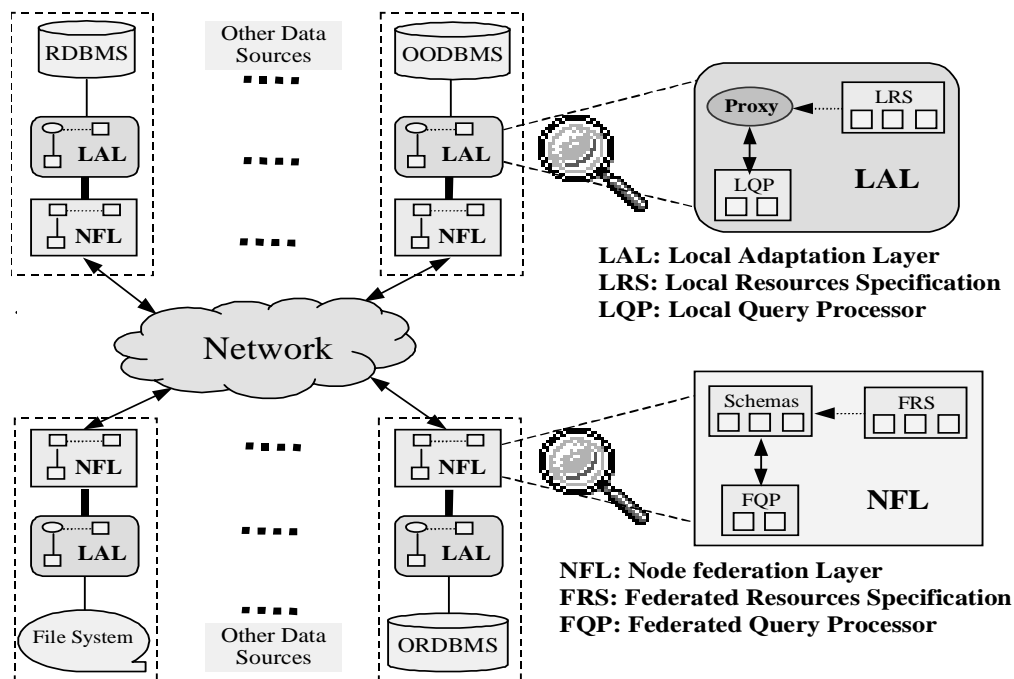 RDBMS
Other Data
Sources
OODBMS
LAL
LAL
NFL
NFL
Proxy
LRS
LQP
LAL
LAL: Local Adaptation Layer
LRS: Local Resources Specification
LQP: Local Query Processor
Network
NFL
NFL
LAL
LAL
File System
Other Data
Sources
ORDBMS
Schemas
FRS
FQP
NFL
NFL: Node federation Layer
FRS: Federated Resources Specification
FQP: Federated Query Processor